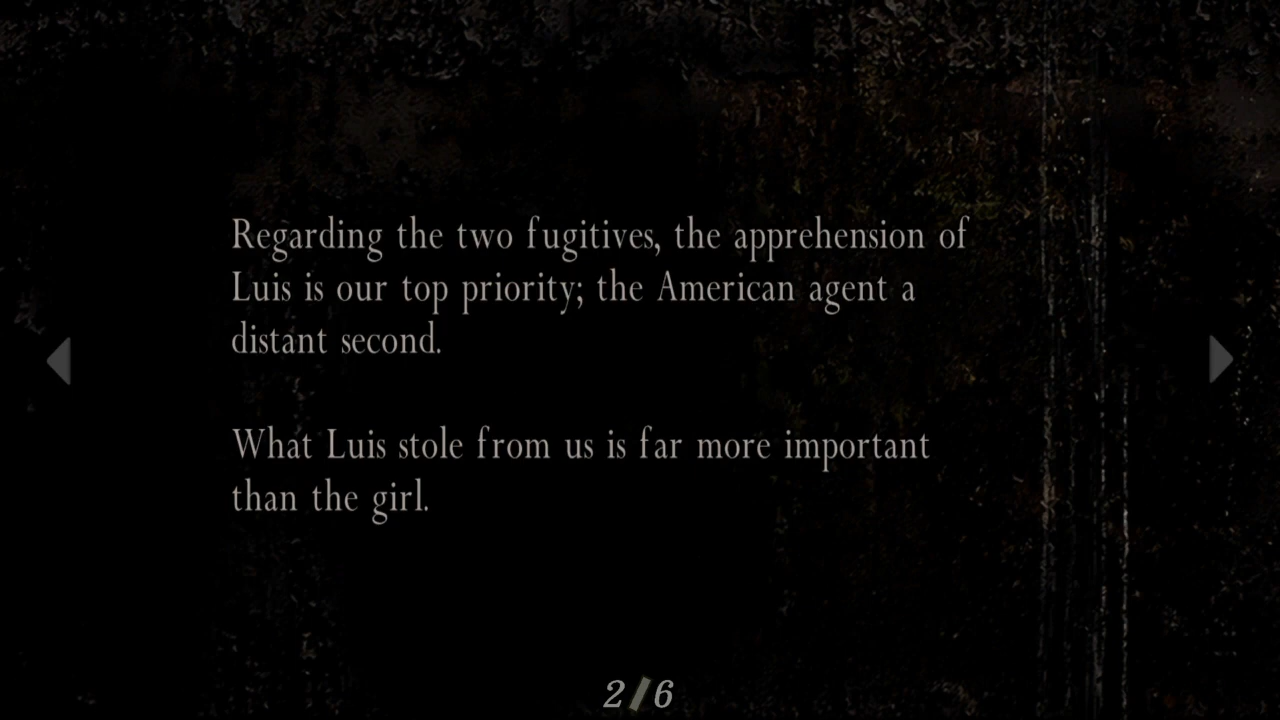 Regarding the two fugitives, the apprehension of
Luis is our top priority; the American agent a
distant second.
What Luis stole from us is far more important
than the girl.
2/6